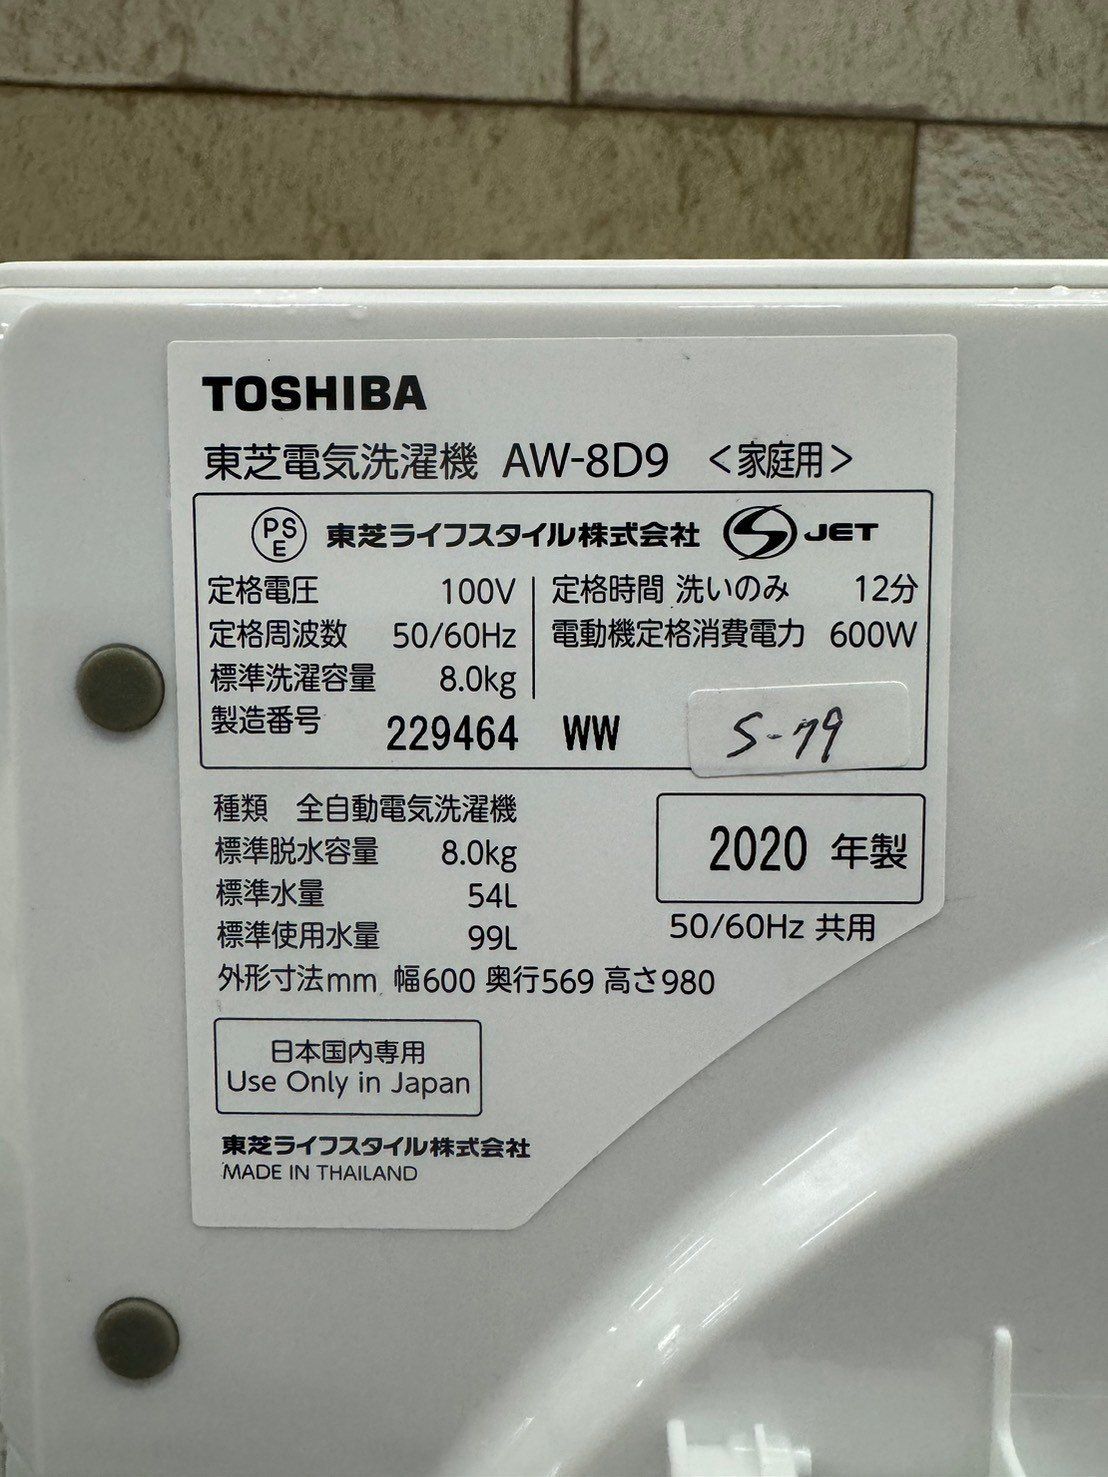 TOSHIBA
東芝電気洗濯機 AW-8D9 <家庭用>
PSE 東芝ライフスタイル株式会社 S JET
定格電圧 100V 定格時間 洗いのみ 12分
定格周波数 50/60Hz 電動機定格消費電力 600W
標準洗濯容量 8.0kg
製造番号 229464 WW S-79
種類 全自動電気洗濯機
標準脱水容量 8.0kg
2020 年製
標準水量 54L
標準使用水量 99L
50/60Hz 共用
外形寸法mm 幅600 奥行569 高さ980
日本国内専用
Use Only in Japan
東芝ライフスタイル株式会社
MADE IN THAILAND